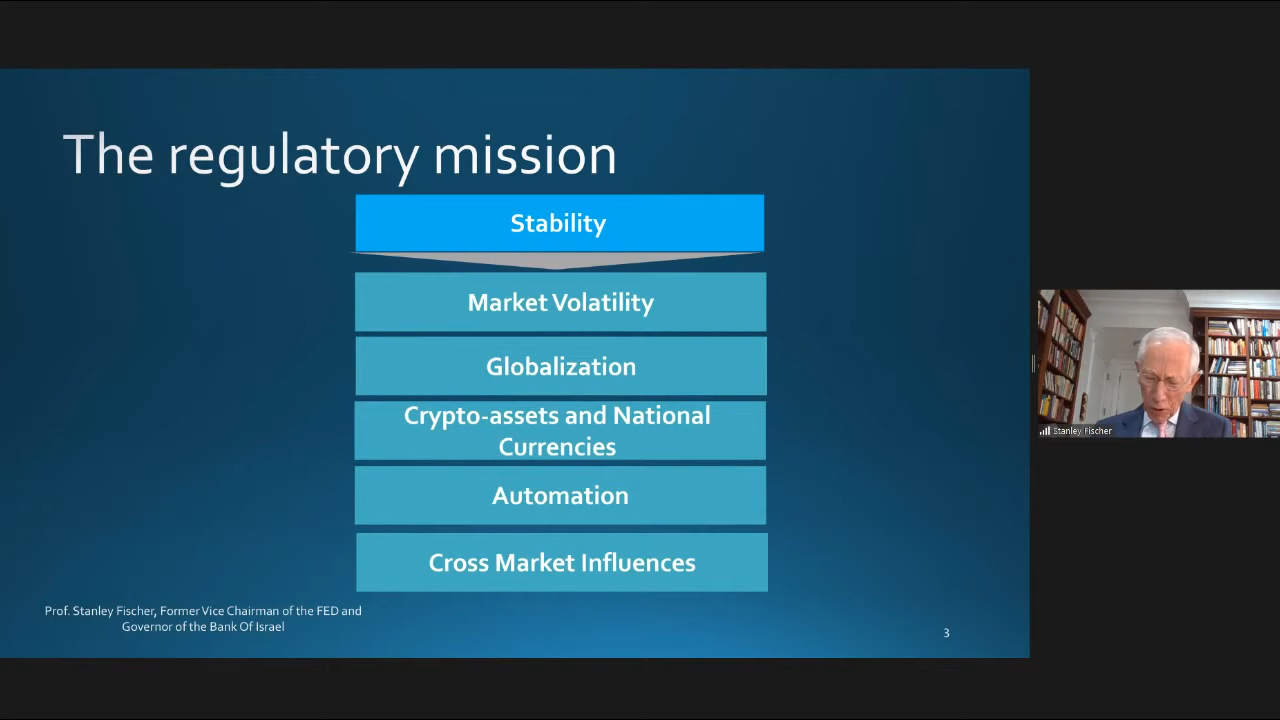 The regulatory mission
Stability
Market Volatility
Globalization
Crypto-assets and National
Currencies
Automation
Cross Market Influences
Prof. Stanley Fischer, Former Vice Chairman of the FED and
Governor of the Bank Of Israel
3
Stanley Fischer